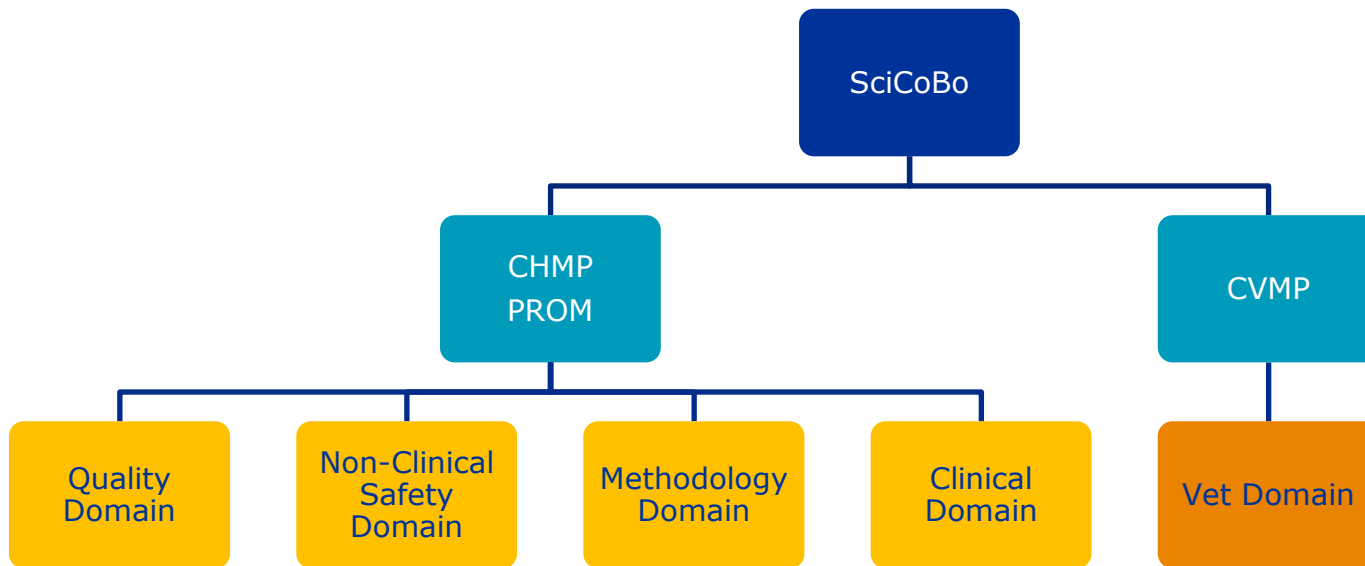 SciCoBo
CHMP
PROM
CVMP
Quality
Domain
Non-Clinical
Safety
Domain
Methodology
Domain
Clinical
Domain
Vet Domain